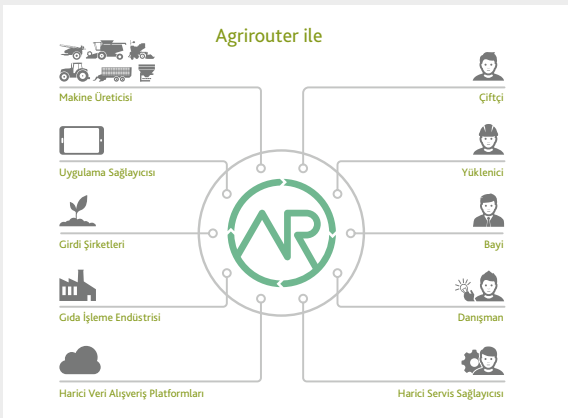 Agrirouter ile
Makine Üreticisi
Çiftçi
Uygulama Sağlayıcısı
Yüklenici
AR
Girdi Şirketleri
Bayi
Gıda İşleme Endüstrisi
Danışman
Harici Veri Alışveriş Platformları
Harici Servis Sağlayıcısı